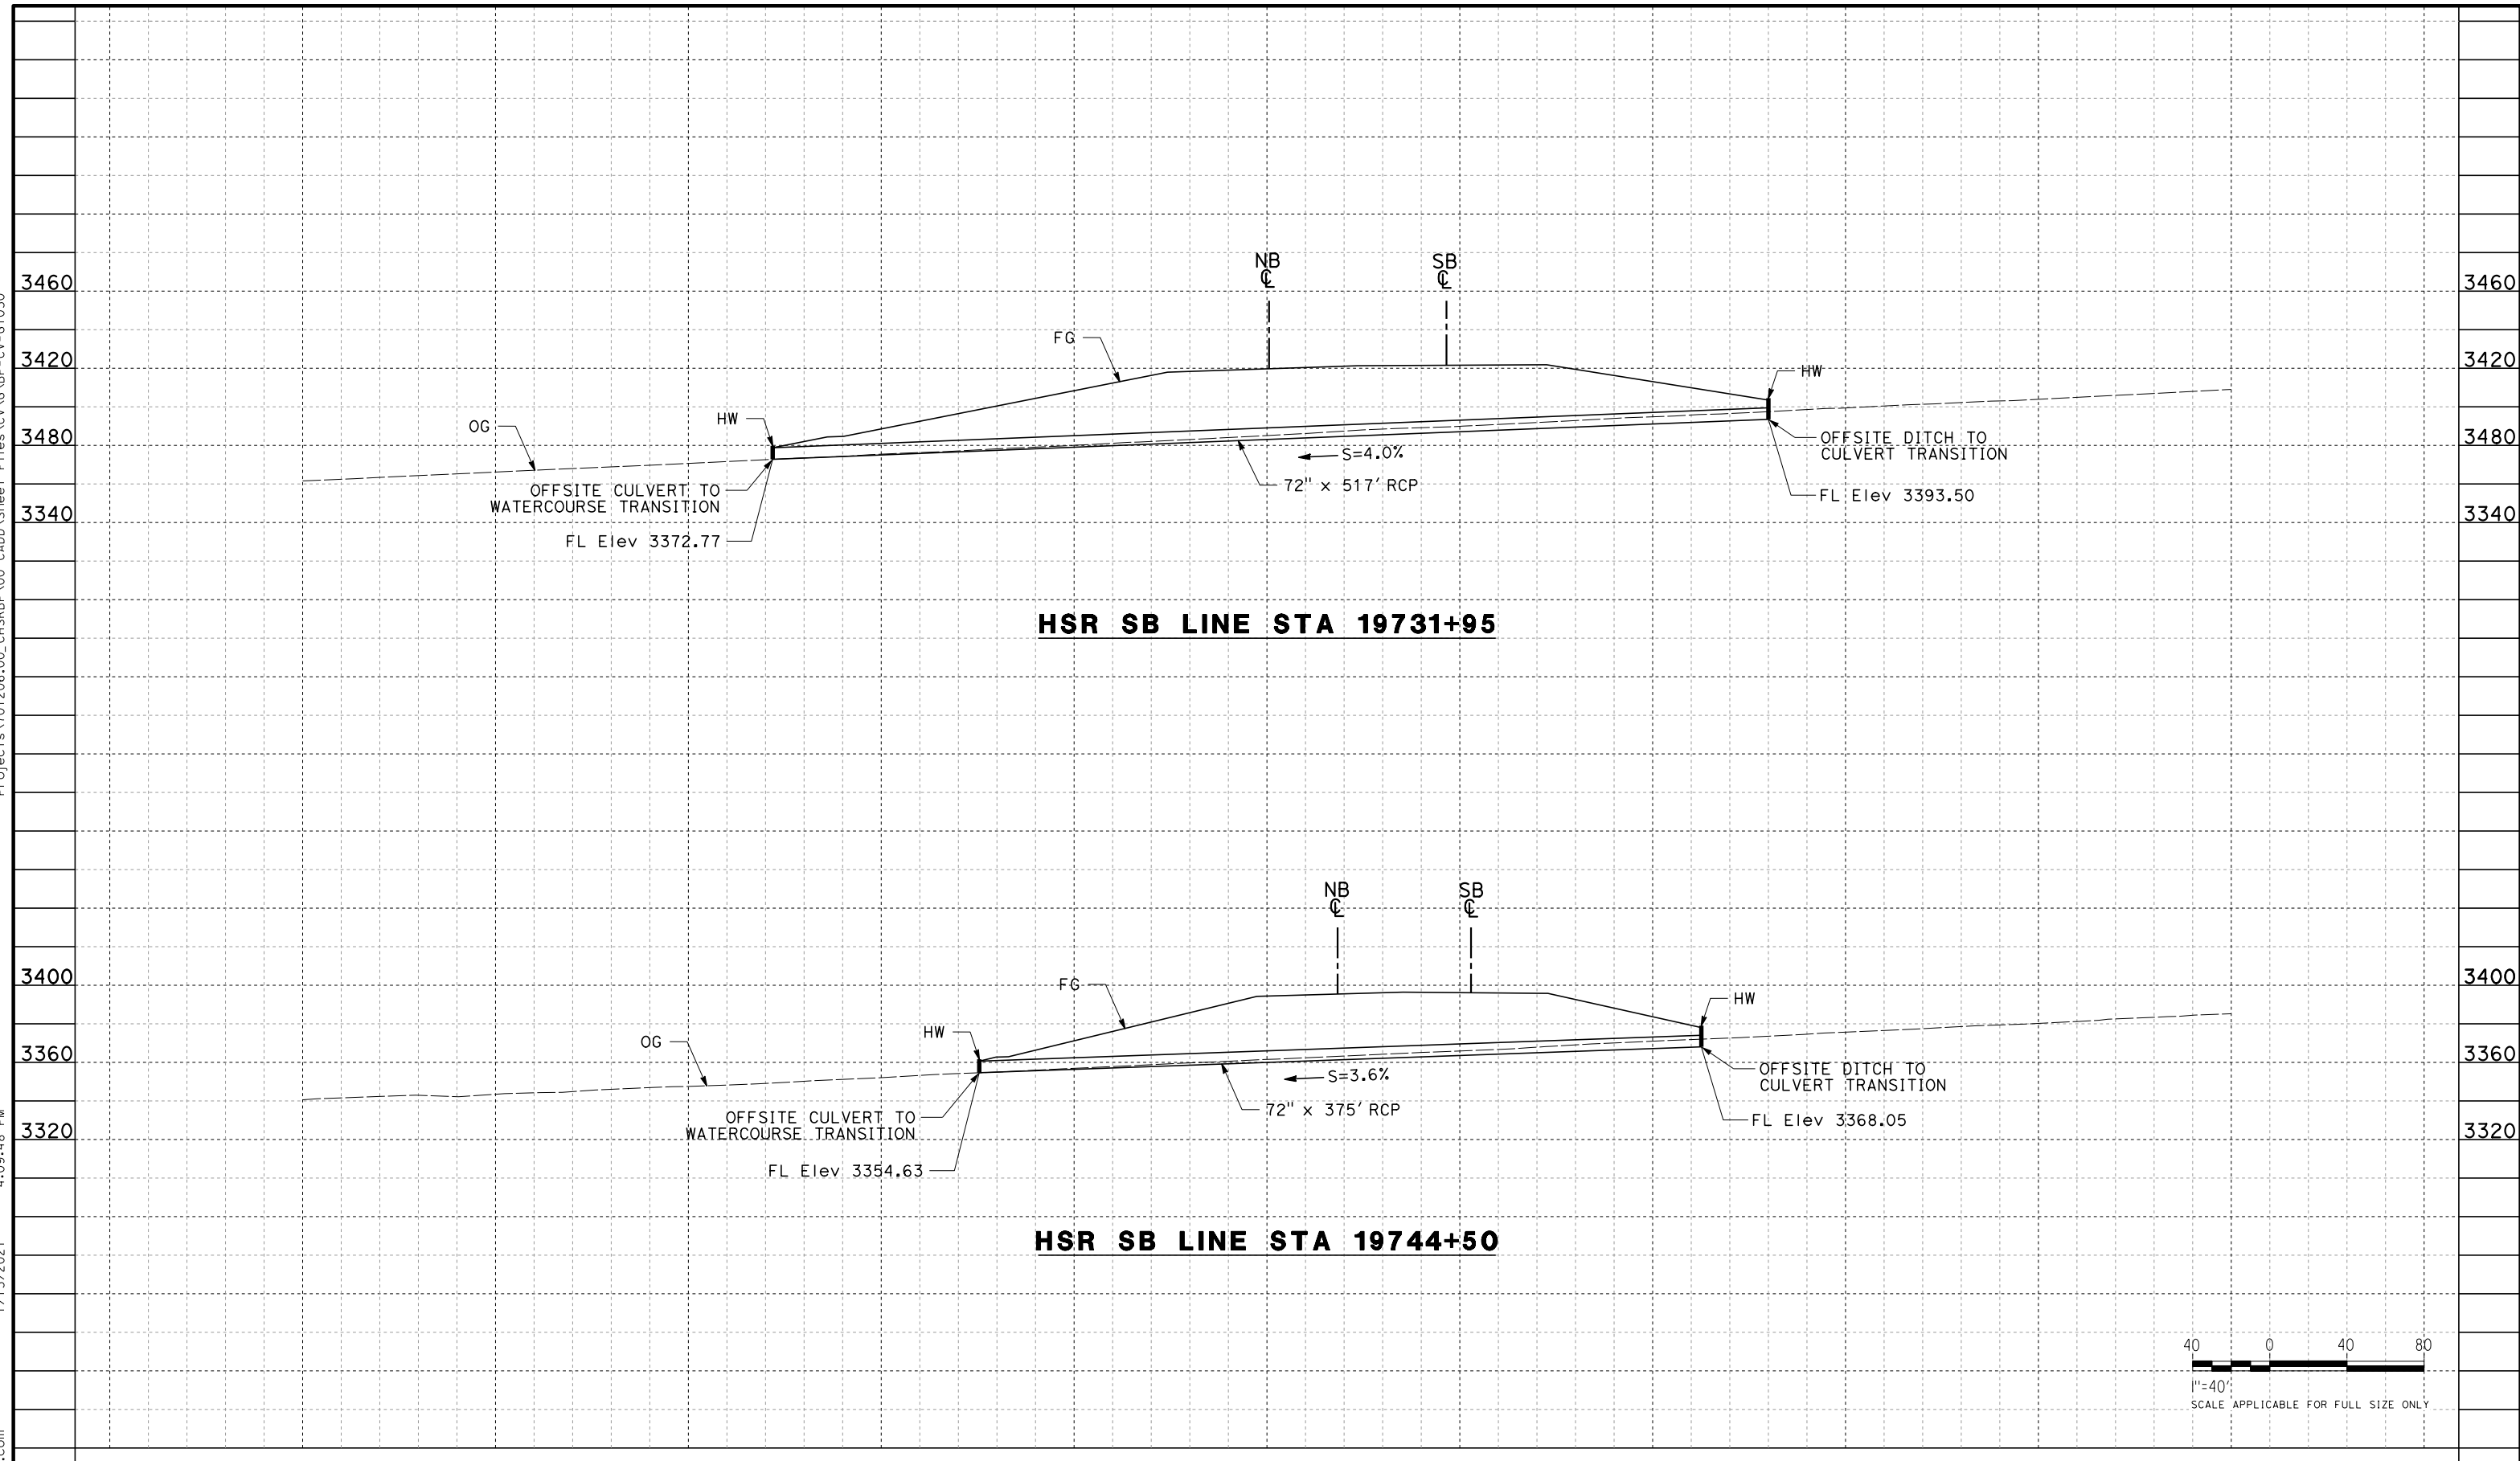 NB
℄
SB
℄
3460
3460
FG
3420
3420
HW
HW
OG
3480
3480
OFFSITE DITCH TO
CULVERT TRANSITION
S=4.0%
72" x 517' RCP
OFFSITE CULVERT TO
WATERCOURSE TRANSITION
FL Elev 3393.50
3340
3340
FL Elev 3372.77
HSR SB LINE STA 19731+95
NB
℄
SB
℄
3400
3400
FG
HW
HW
OG
3360
3360
OFFSITE DITCH TO
CULVERT TRANSITION
S=3.6%
72" x 375' RCP
OFFSITE CULVERT TO
WATERCOURSE TRANSITION
FL Elev 3368.05
3320
3320
FL Elev 3354.63
HSR SB LINE STA 19744+50
40 0 40 80
1"=40'
SCALE APPLICABLE FOR FULL SIZE ONLY